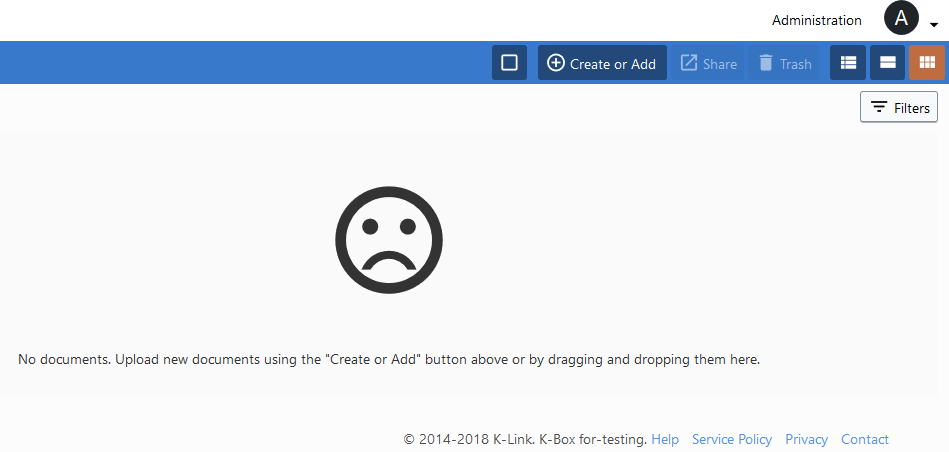 Administration A
Create or Add Share Trash
Filters
No documents. Upload new documents using the "Create or Add" button above or by dragging and dropping them here.
© 2014-2018 K-Link. K-Box for-testing. Help Service Policy Privacy Contact